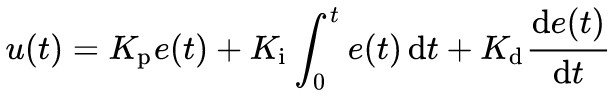 u(t) = K_p e(t) + K_i ∫_0^t e(t) dt + K_d de(t)/dt